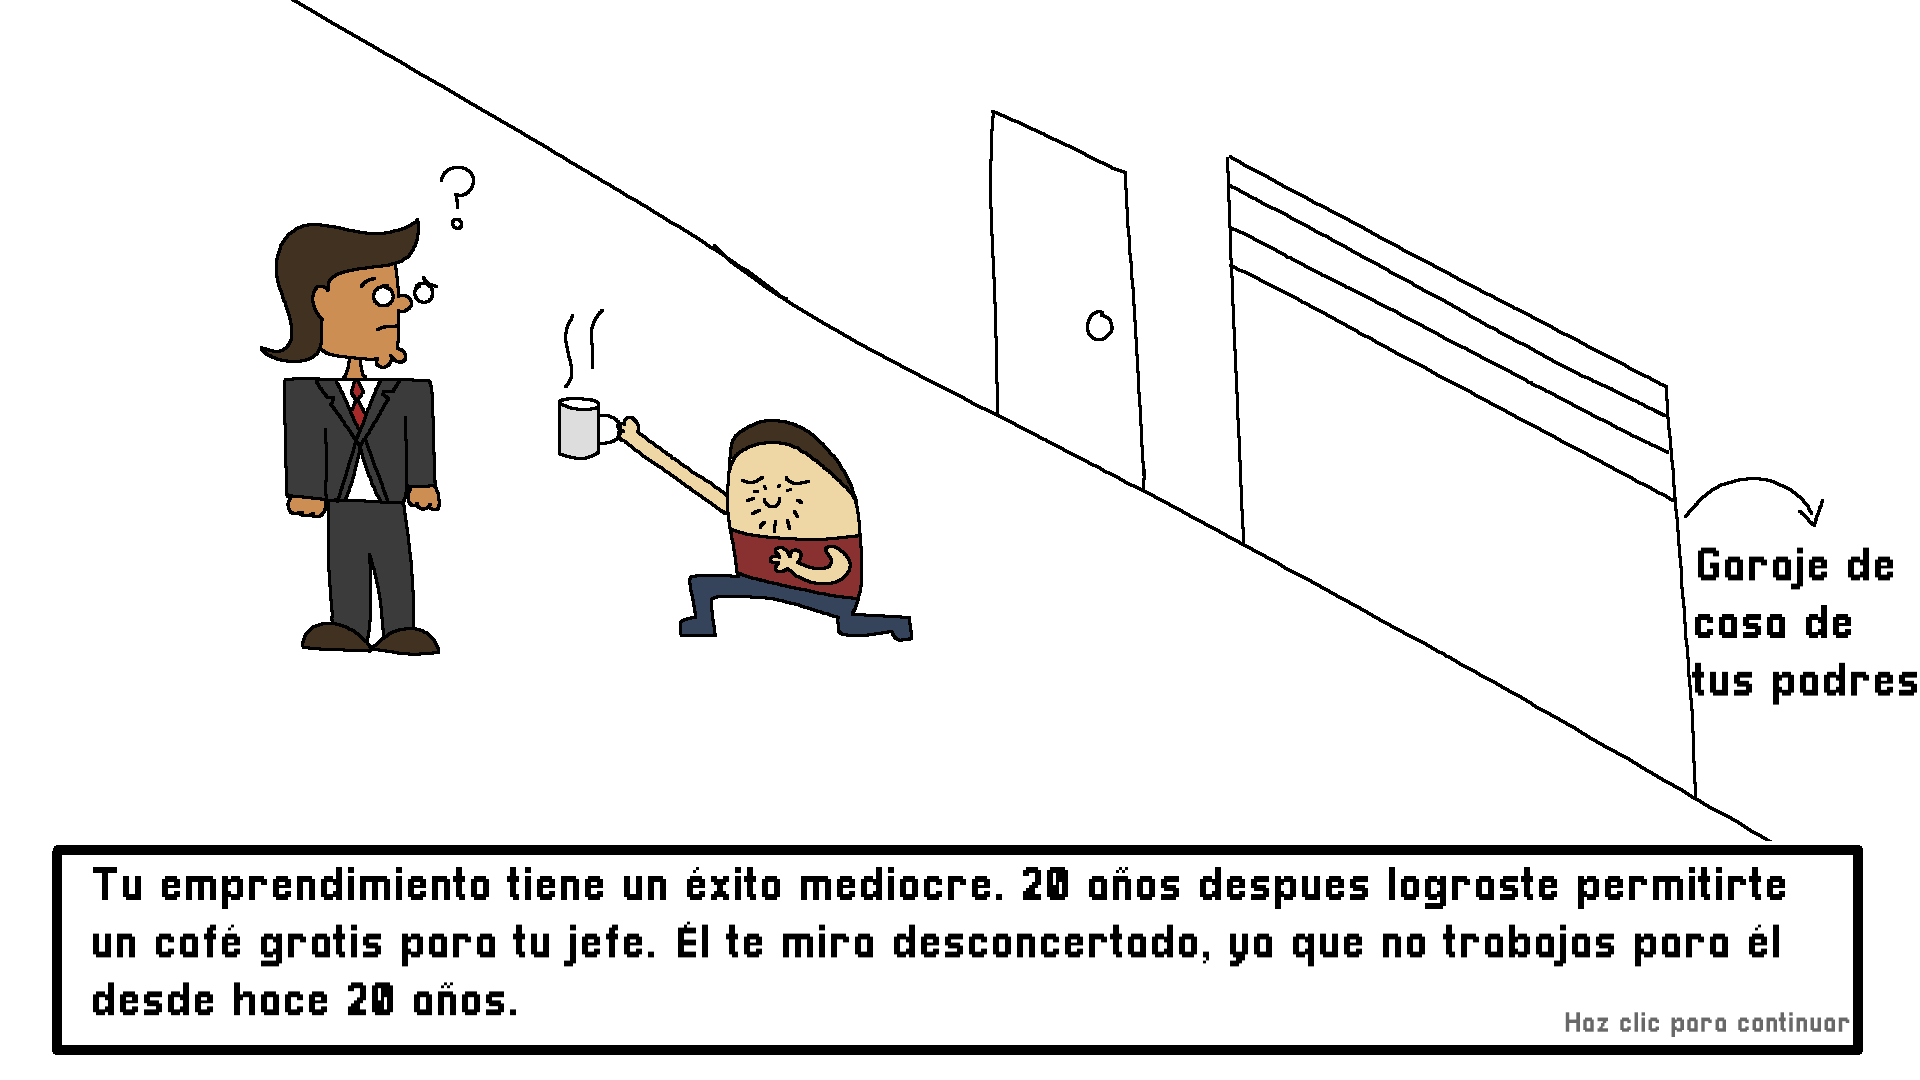 ?
Garaje de
casa de
tus padres
Tu emprendimiento tiene un éxito mediocre. 20 años despues lograste permitirte
un café gratis para tu jefe. Él te mira desconcertado, ya que no trabajas para él
desde hace 20 años.
Haz clic para continuar